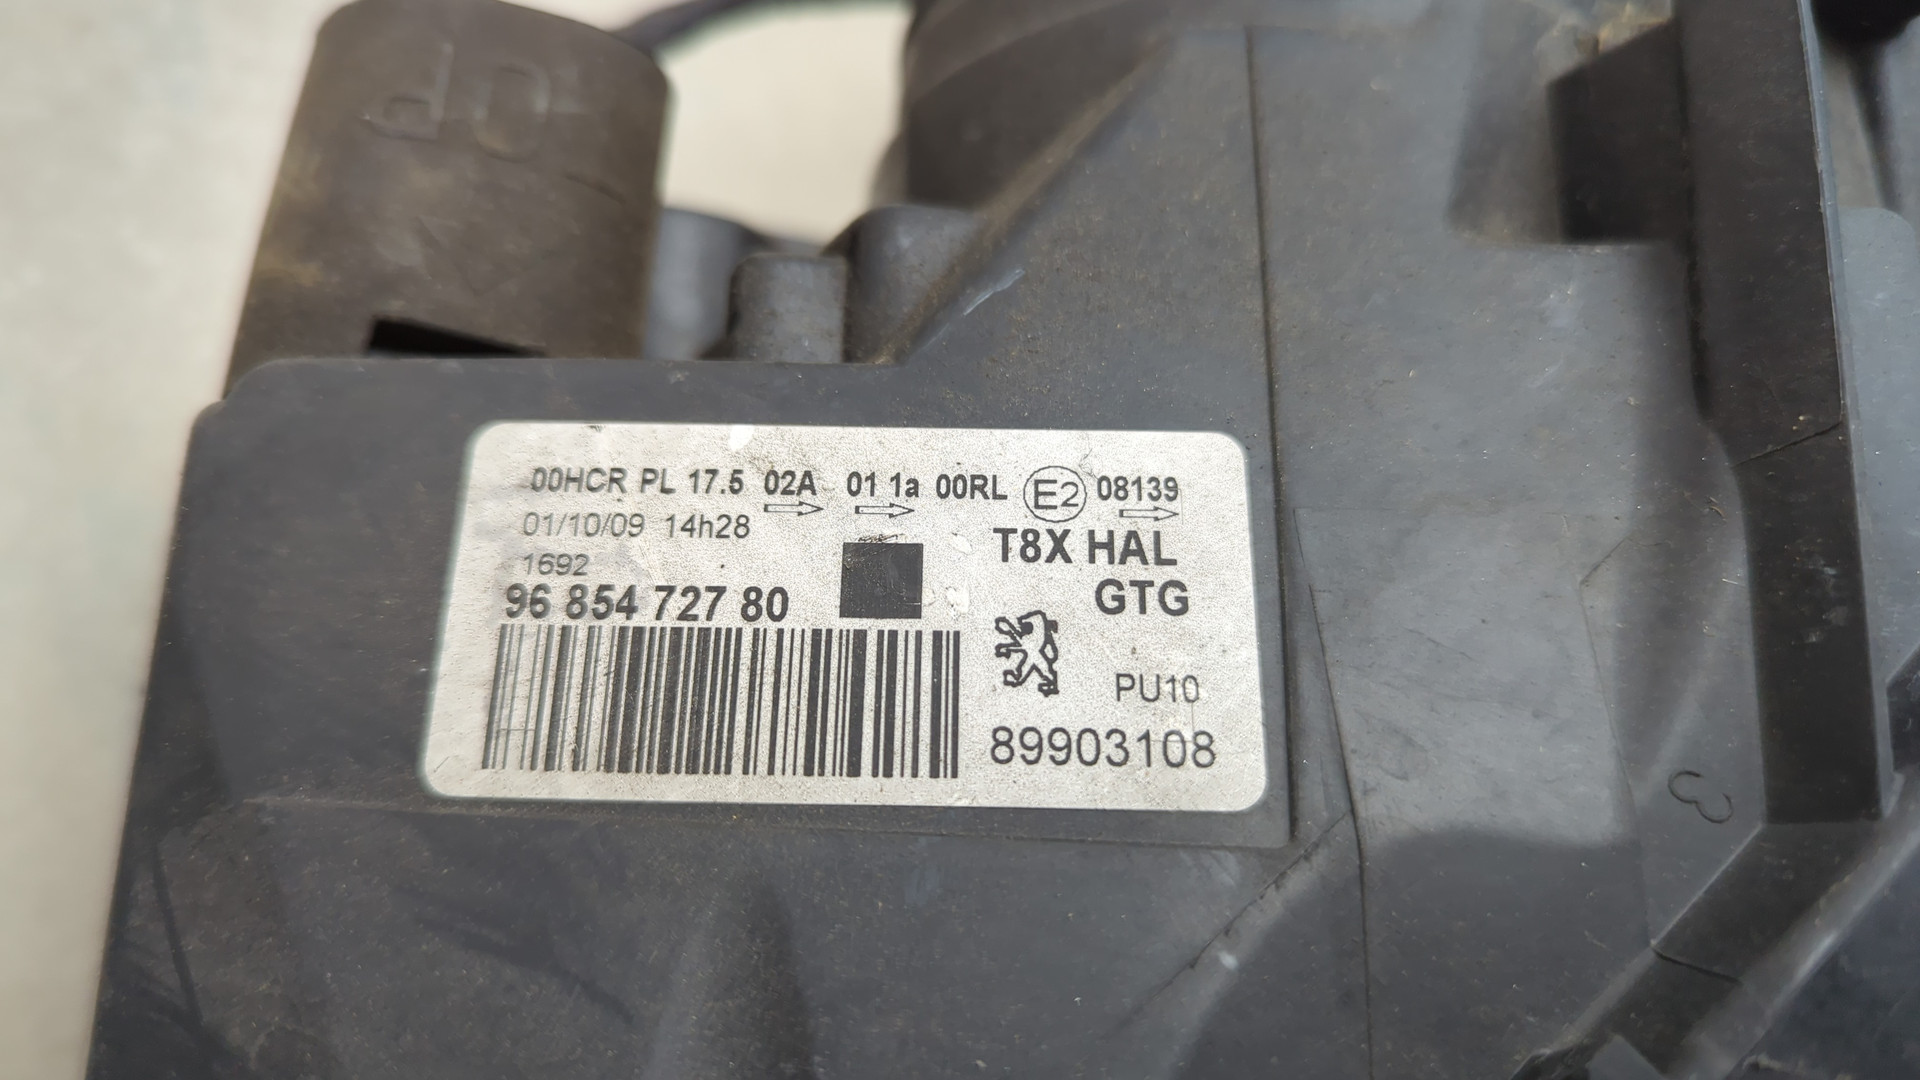 00HCR PL 17.5 02A 01 1a 00RL E2 08139
01/10/09 14h28
T8X HAL
1692
GTG
96 854 727 80
PU10
89903108